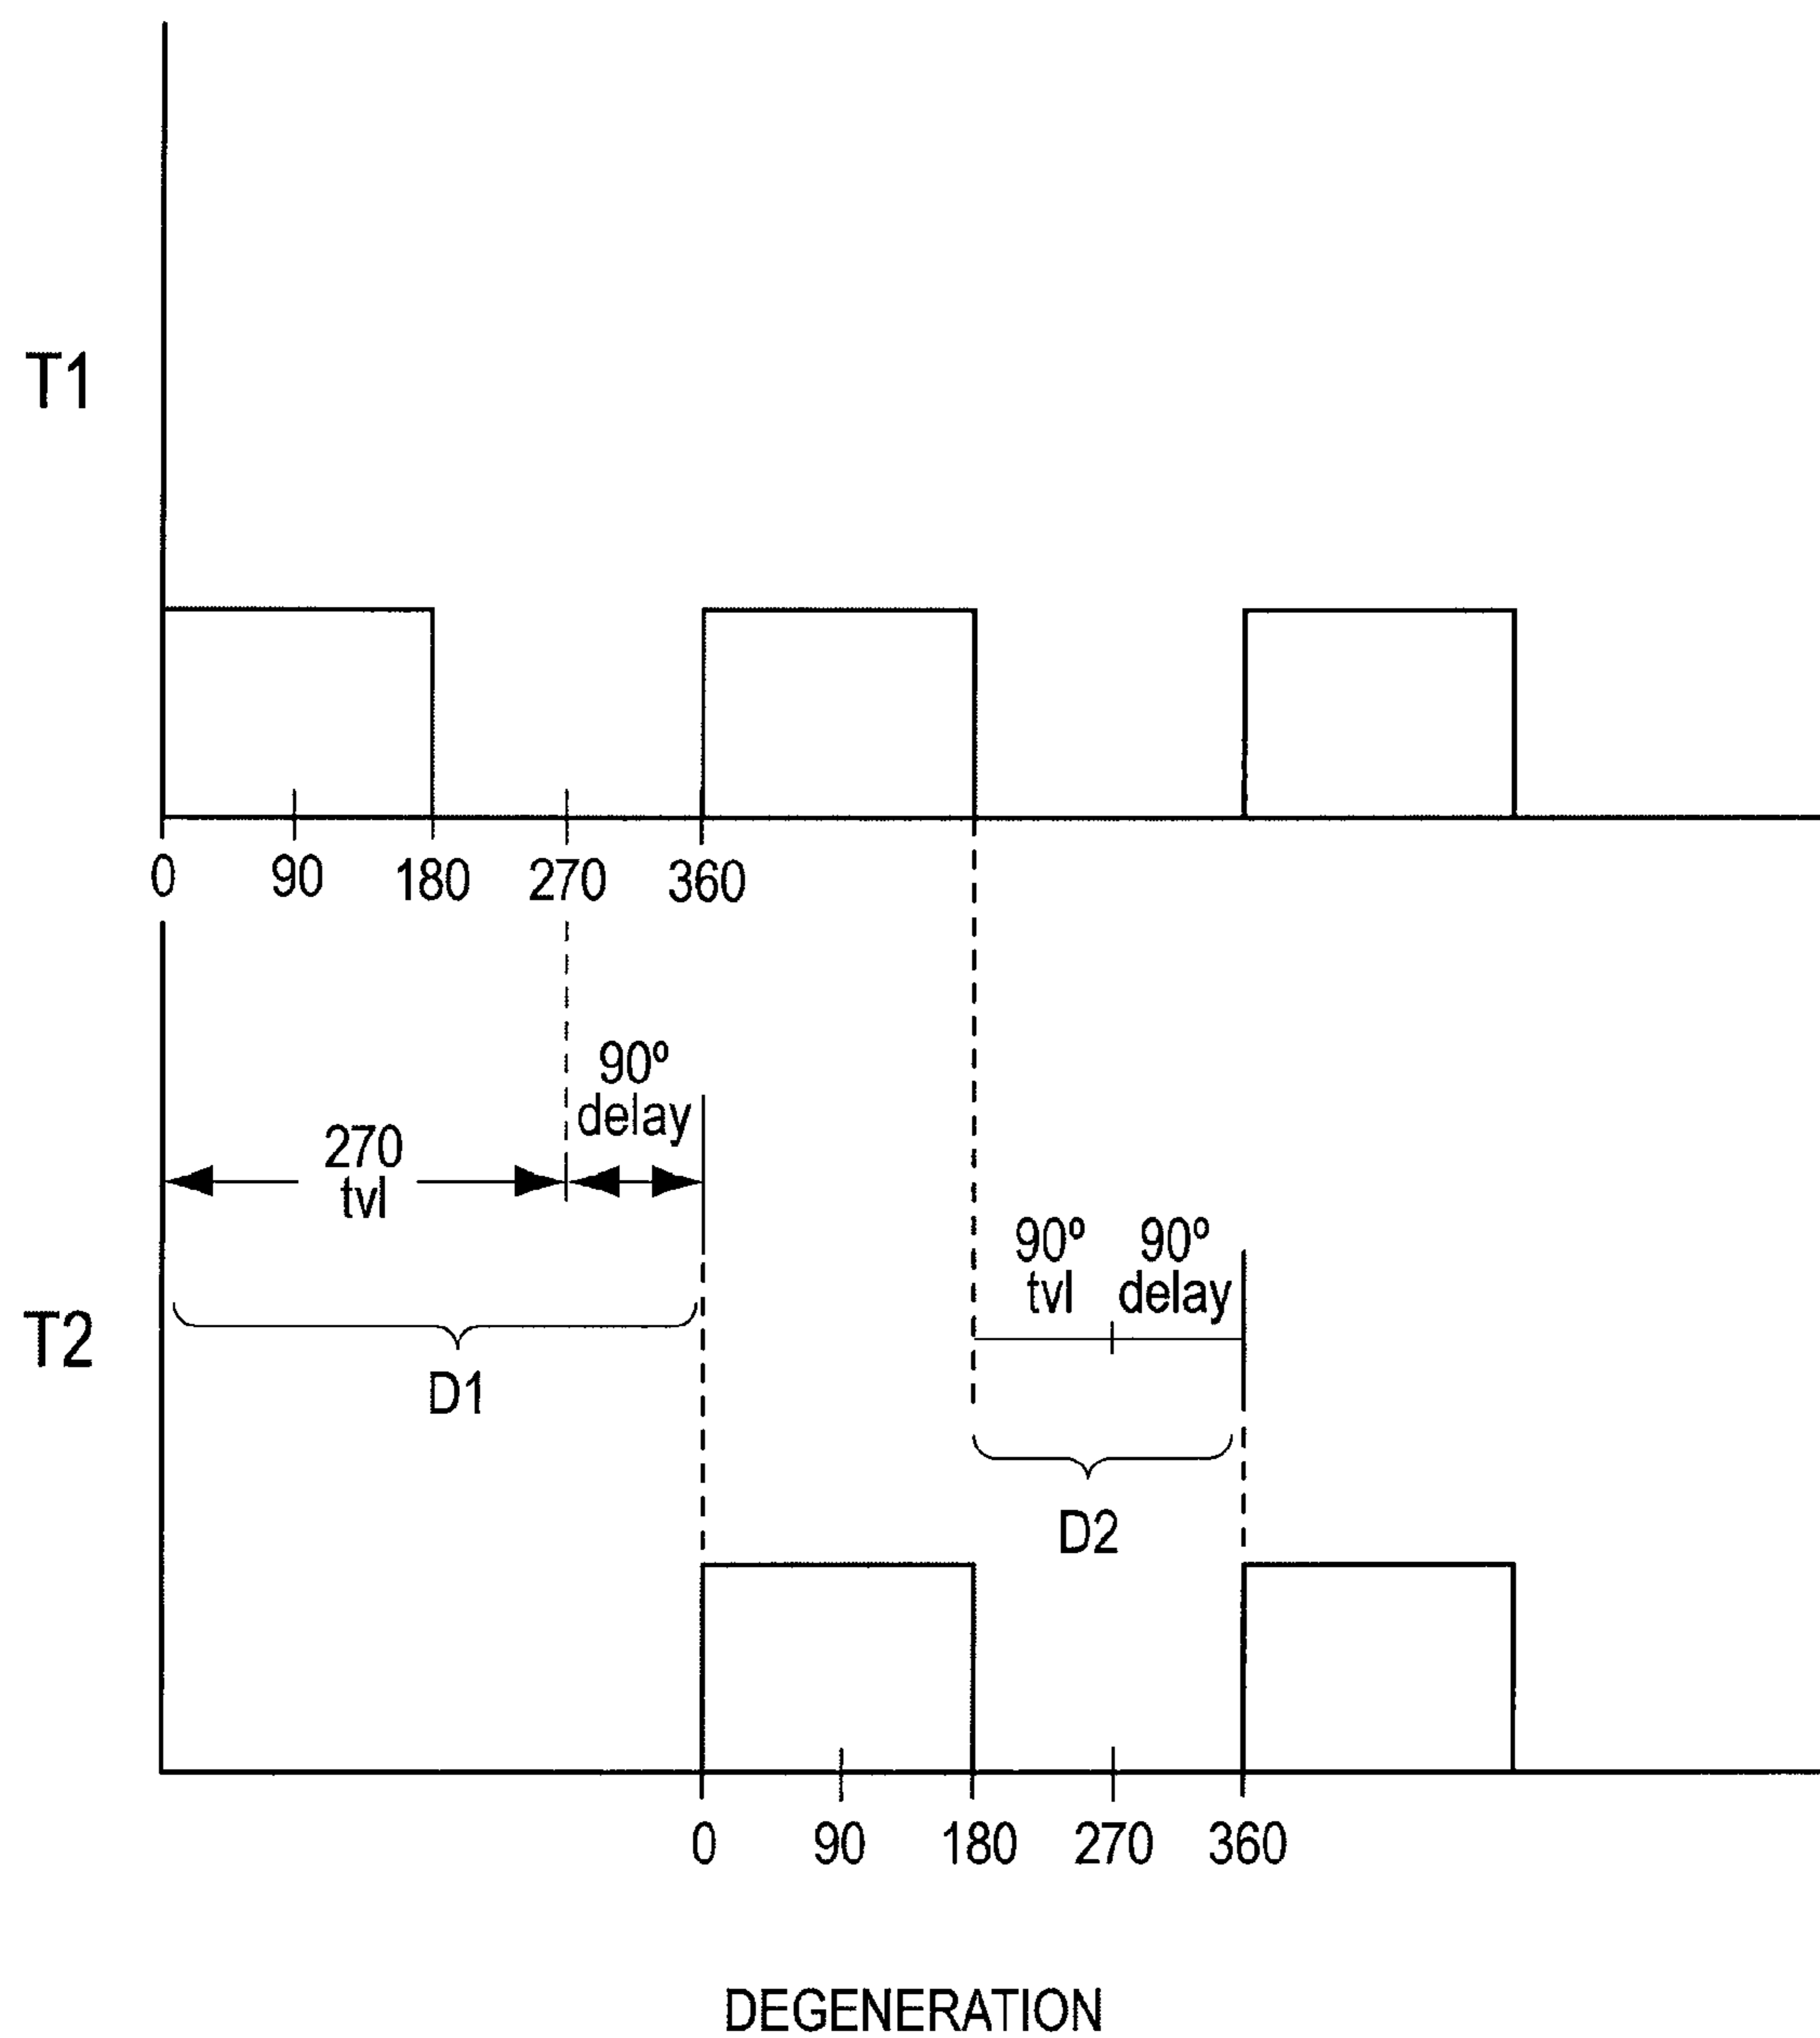 T1
0 90 180 270 360
90º
delay
270
tvl
90º
tvl
90º
delay
T2
D1
D2
0 90 180 270 360
DEGENERATION